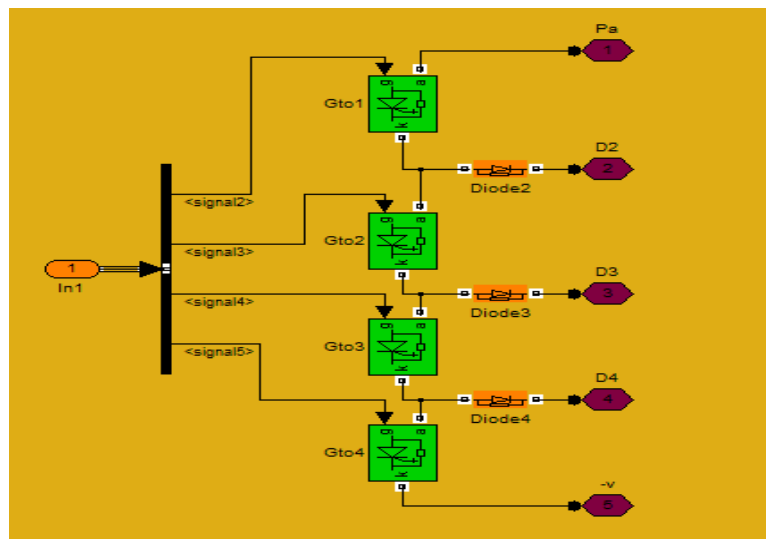 Pa
1
g
a
Gto1
k
D2
2
Diode2
<signal2>
g
a
Gto2
k
<signal3>
1
In1
D3
3
Diode3
<signal4>
g
a
Gto3
k
<signal5>
D4
4
Diode4
g
a
Gto4
k
-v
5